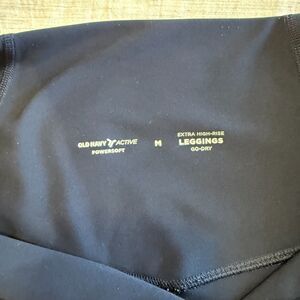 OLD NAVY ACTIVE
POWERSOFT
M
EXTRA HIGH-RISE
LEGGINGS
GO-DRY